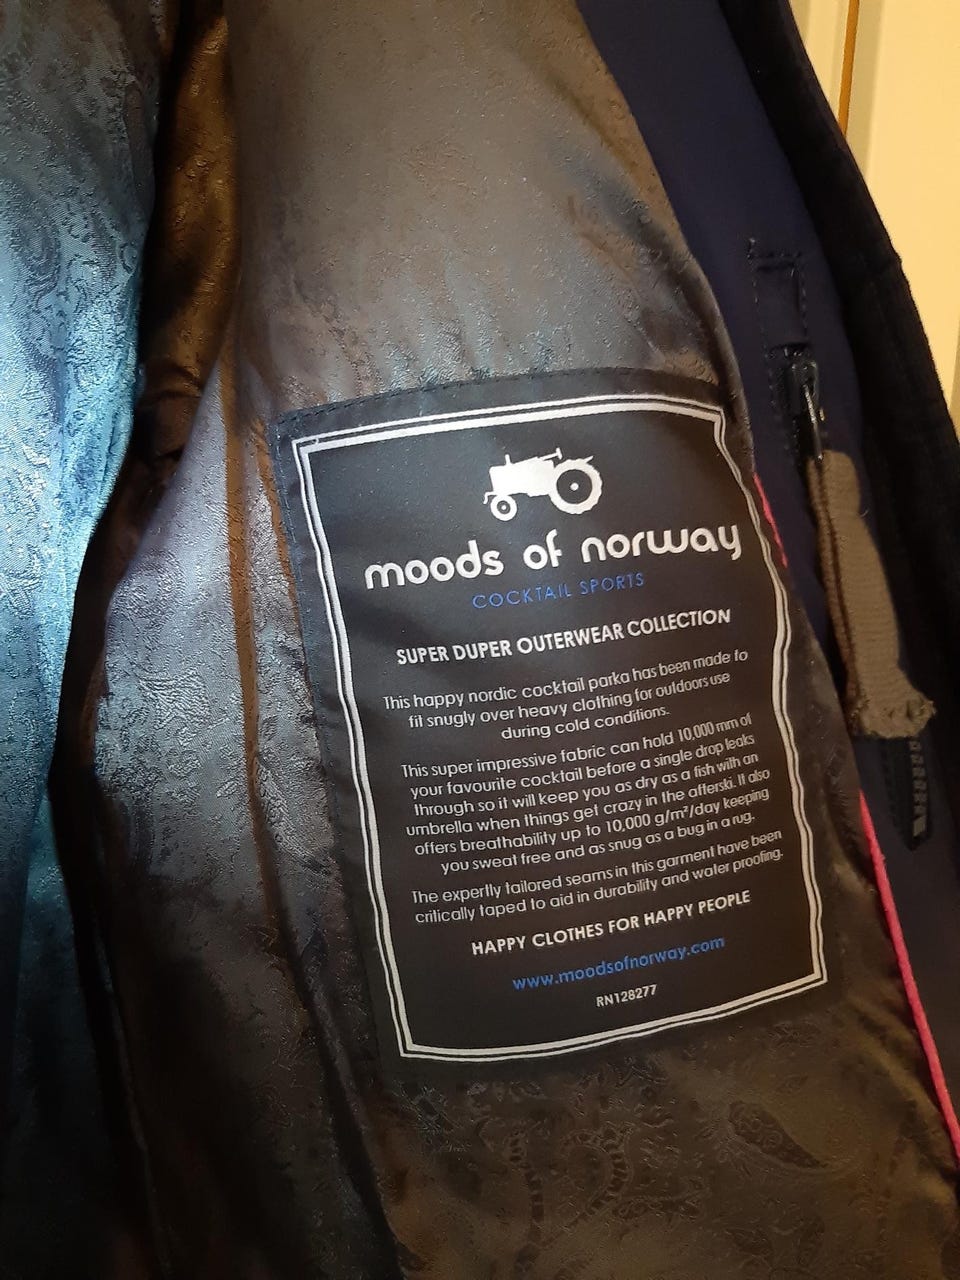 moods of norway
COCKTAIL SPORTS
SUPER DUPER OUTERWEAR COLLECTION
This happy nordic cocktail parka has been made to
fit snugly over heavy clothing for outdoors use
during cold conditions.
This super impressive fabric can hold 10,000 mm of
your favourite cocktail before a single drop leaks
through so it will keep you as dry as a fish with an
umbrella when things get crazy in the afterski. It also
offers breathability up to 10,000 g/m²/day keeping
you sweat free and as snug as a bug in a rug.
The expertly tailored seams in this garment have been
critically taped to aid in durability and water proofing.
HAPPY CLOTHES FOR HAPPY PEOPLE
www.moodsofnorway.com
RN128277